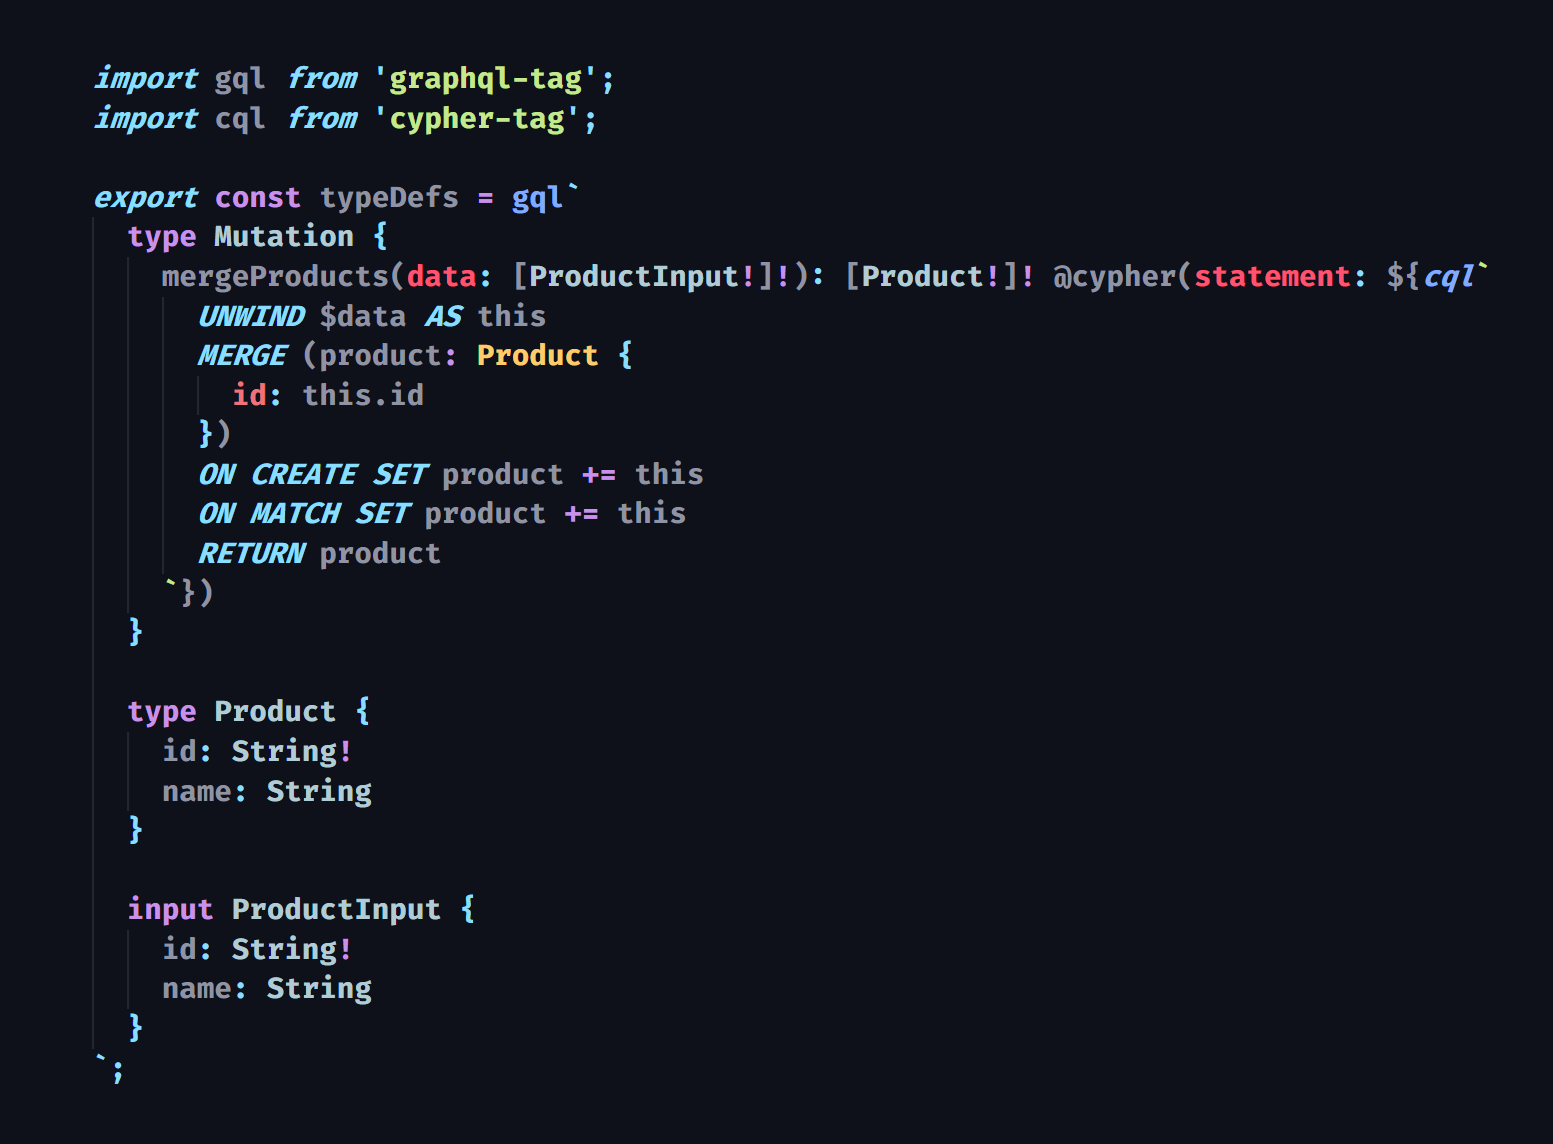 import gql from 'graphql-tag';
import cql from 'cypher-tag';

export const typeDefs = gql`
  type Mutation {
    mergeProducts(data: [ProductInput!]!): [Product!]! @cypher(statement: ${cql`
      UNWIND $data AS this
      MERGE (product: Product {
        id: this.id
      })
      ON CREATE SET product += this
      ON MATCH SET product += this
      RETURN product
    `})
  }

  type Product {
    id: String!
    name: String
  }

  input ProductInput {
    id: String!
    name: String
  }
`;